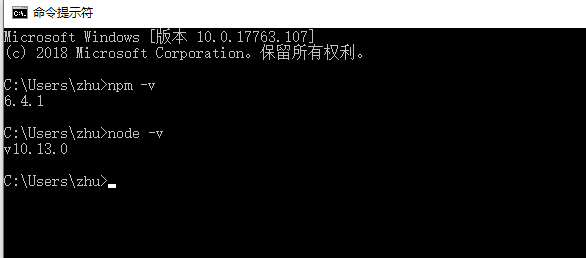 命令提示符
Microsoft Windows [版本 10.0.17763.107]
(c) 2018 Microsoft Corporation。保留所有权利。
C:\Users\zhu>npm -v
6.4.1
C:\Users\zhu>node -v
v10.13.0
C:\Users\zhu>